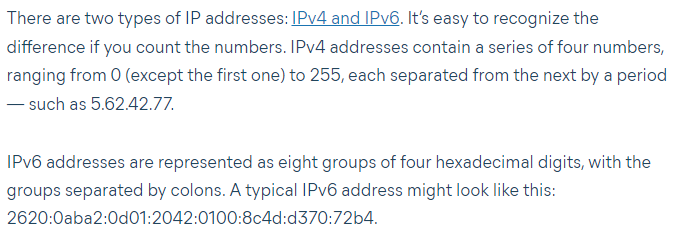 There are two types of IP addresses: IPv4 and IPv6. It's easy to recognize the
difference if you count the numbers. IPv4 addresses contain a series of four numbers,
ranging from 0 (except the first one) to 255, each separated from the next by a period
— such as 5.62.42.77.
IPv6 addresses are represented as eight groups of four hexadecimal digits, with the
groups separated by colons. A typical IPv6 address might look like this:
2620:0aba2:0d01:2042:0100:8c4d:d370:72b4.